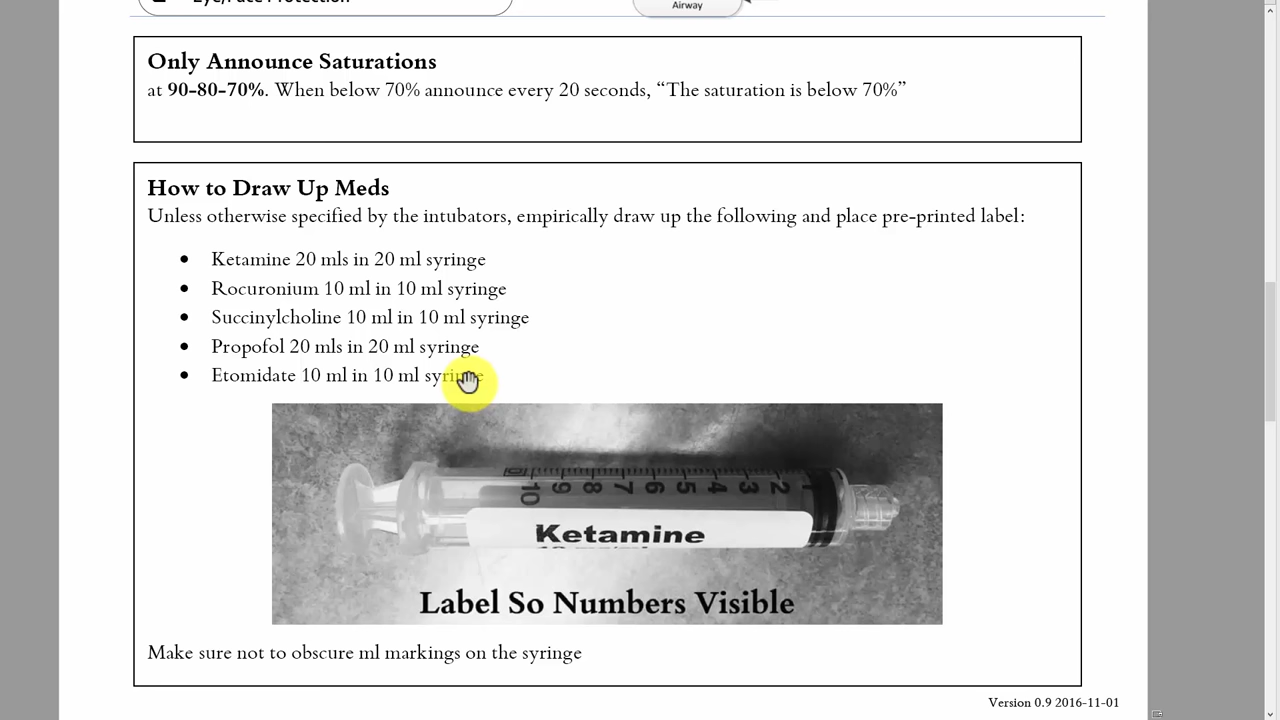 Airway
Only Announce Saturations
at 90-80-70%. When below 70% announce every 20 seconds, “The saturation is below 70%”
How to Draw Up Meds
Unless otherwise specified by the intubators, empirically draw up the following and place pre-printed label:
• Ketamine 20 mls in 20 ml syringe
• Rocuronium 10 ml in 10 ml syringe
• Succinylcholine 10 ml in 10 ml syringe
• Propofol 20 mls in 20 ml syringe
• Etomidate 10 ml in 10 ml syringe
10 9 8 7 6 5 4 3 2
Ketamine
Label So Numbers Visible
Make sure not to obscure ml markings on the syringe
Version 0.9 2016-11-01